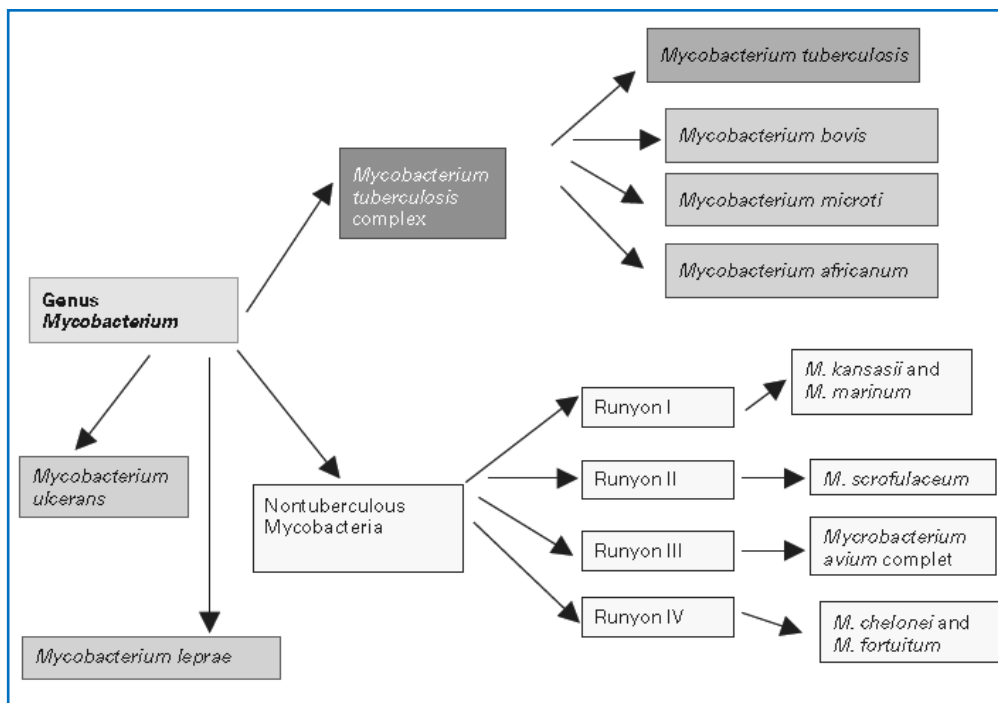 Mycobacterium tuberculosis
Mycobacterium bovis
Mycobacterium
tuberculosis
complex
Mycobacterium microti
Mycobacterium africanum
Genus
Mycobacterium
M. kansasii and
M. marinum
Runyon I
Mycobacterium
ulcerans
Nontuberculous
Mycobacteria
Runyon II
M. scrofulaceum
Runyon III
Mycrobacterium
avium complet
Runyon IV
M. chelonei and
M. fortuitum
Mycobacterium leprae